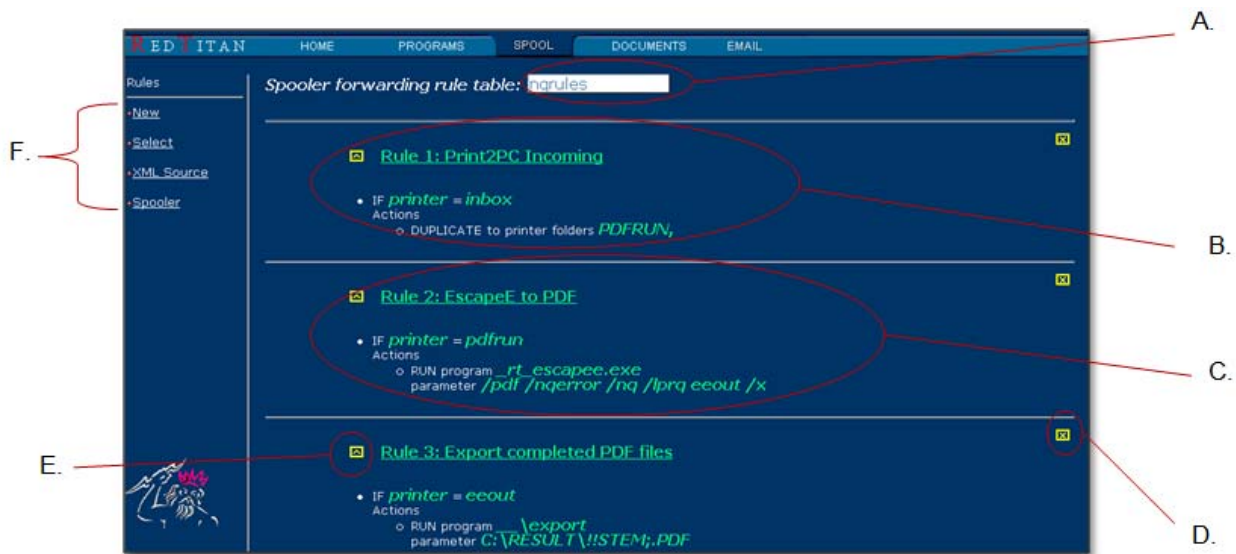 A.
RED TITAN HOME PROGRAMS SPOOL DOCUMENTS EMAIL
Rules
Spooler forwarding rule table: nqrules
New
Select
XML Source
Spooler
F.
Rule 1: Print2PC Incoming
IF printer = inbox
Actions
DUPLICATE to printer folders PDFRUN,
B.
Rule 2: EscapeE to PDF
IF printer = pdfrun
Actions
RUN program _rt_escapee.exe
parameter /pdf /nqerror /nq /lprq eeout /x
C.
E.
Rule 3: Export completed PDF files
IF printer = eeout
Actions
RUN program __\export
parameter C:\RESULT\!!STEM;.PDF
D.